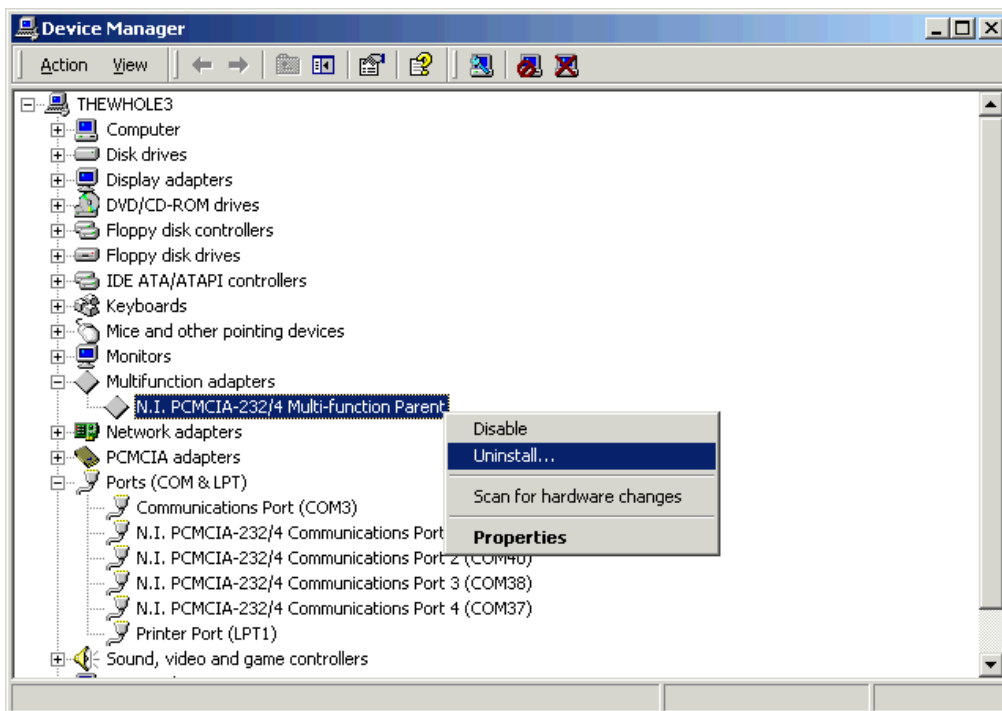 Device Manager
Action View
THEWHOLE3
Computer
Disk drives
Display adapters
DVD/CD-ROM drives
Floppy disk controllers
Floppy disk drives
IDE ATA/ATAPI controllers
Keyboards
Mice and other pointing devices
Monitors
Multifunction adapters
N.I. PCMCIA-232/4 Multi-function Parent
Network adapters
PCMCIA adapters
Ports (COM & LPT)
Communications Port (COM3)
N.I. PCMCIA-232/4 Communications Port
N.I. PCMCIA-232/4 Communications Port 2 (COM40)
N.I. PCMCIA-232/4 Communications Port 3 (COM38)
N.I. PCMCIA-232/4 Communications Port 4 (COM37)
Printer Port (LPT1)
Sound, video and game controllers
Disable
Uninstall...
Scan for hardware changes
Properties